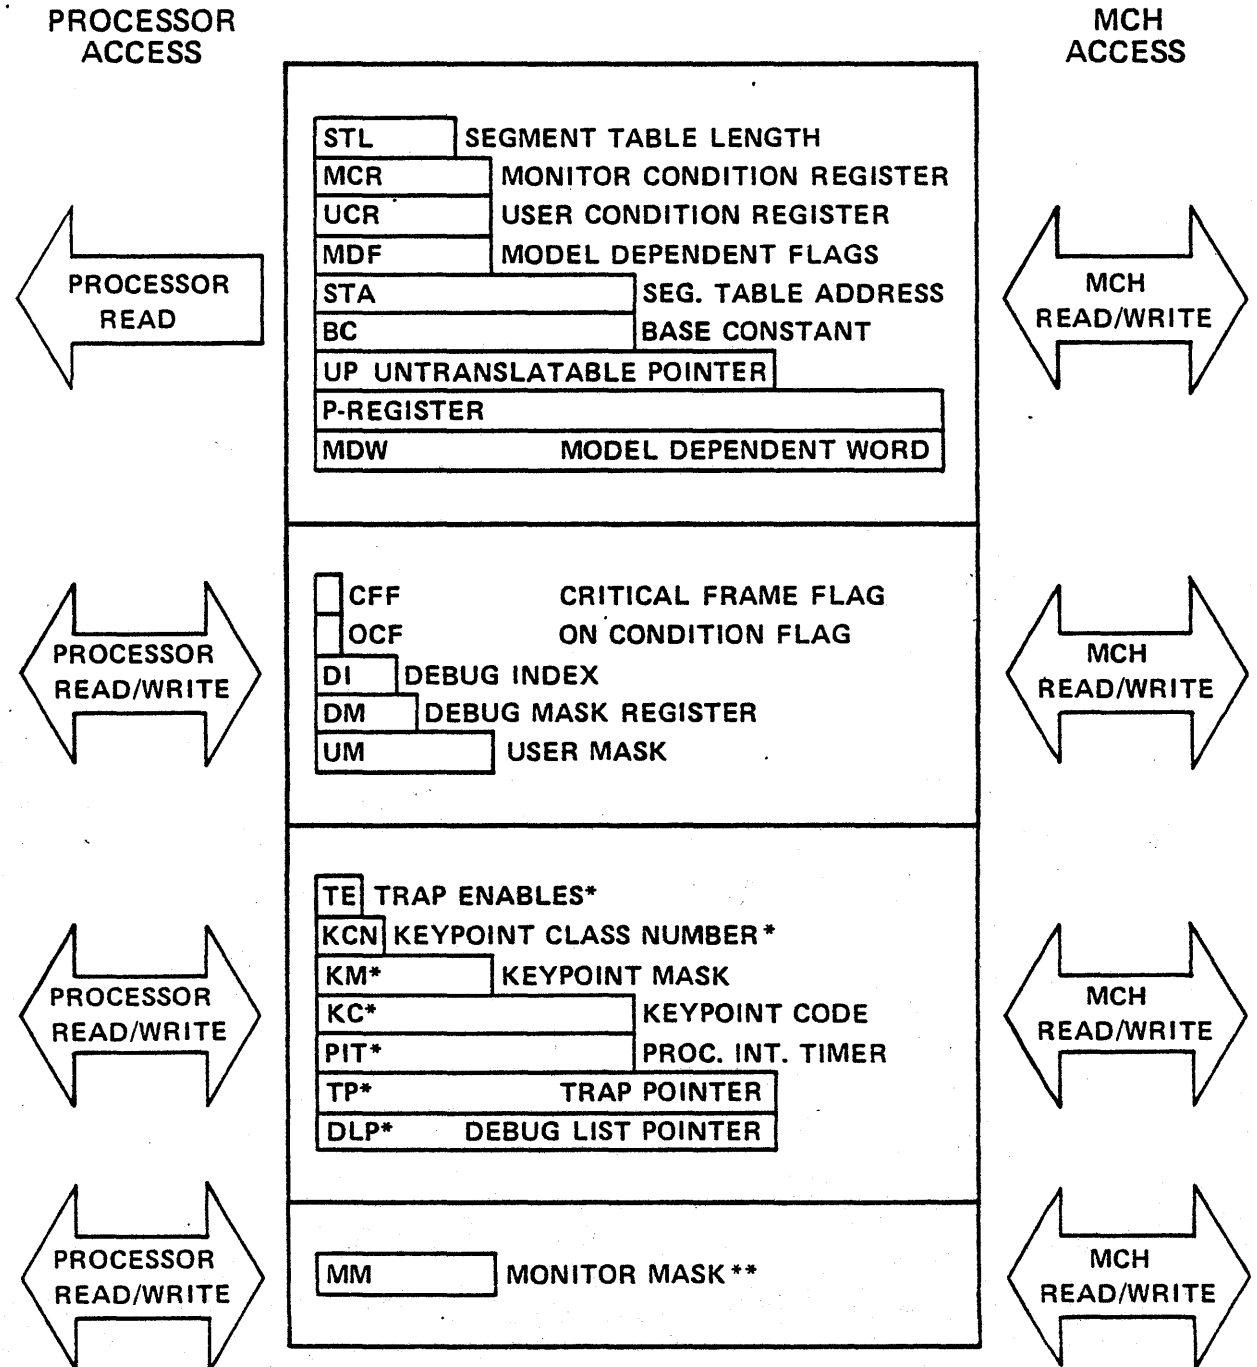 PROCESSOR
ACCESS
MCH
ACCESS
STL SEGMENT TABLE LENGTH
MCR MONITOR CONDITION REGISTER
UCR USER CONDITION REGISTER
MDF MODEL DEPENDENT FLAGS
STA SEG. TABLE ADDRESS
BC BASE CONSTANT
UP UNTRANSLATABLE POINTER
P-REGISTER
MDW MODEL DEPENDENT WORD
PROCESSOR
READ
MCH
READ/WRITE
CFF CRITICAL FRAME FLAG
OCF ON CONDITION FLAG
DI DEBUG INDEX
DM DEBUG MASK REGISTER
UM USER MASK
PROCESSOR
READ/WRITE
MCH
READ/WRITE
TE TRAP ENABLES*
KCN KEYPOINT CLASS NUMBER*
KM* KEYPOINT MASK
KC* KEYPOINT CODE
PIT* PROC. INT. TIMER
TP* TRAP POINTER
DLP* DEBUG LIST POINTER
PROCESSOR
READ/WRITE
MCH
READ/WRITE
MM MONITOR MASK**
PROCESSOR
READ/WRITE
MCH
READ/WRITE